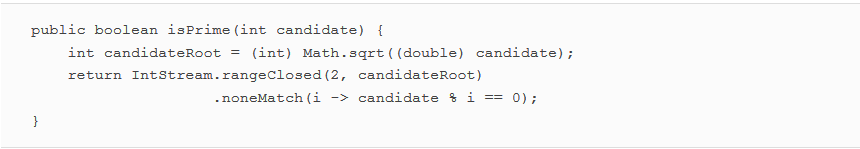 public boolean isPrime(int candidate) {
    int candidateRoot = (int) Math.sqrt((double) candidate);
    return IntStream.rangeClosed(2, candidateRoot)
                    .noneMatch(i -> candidate % i == 0);
}